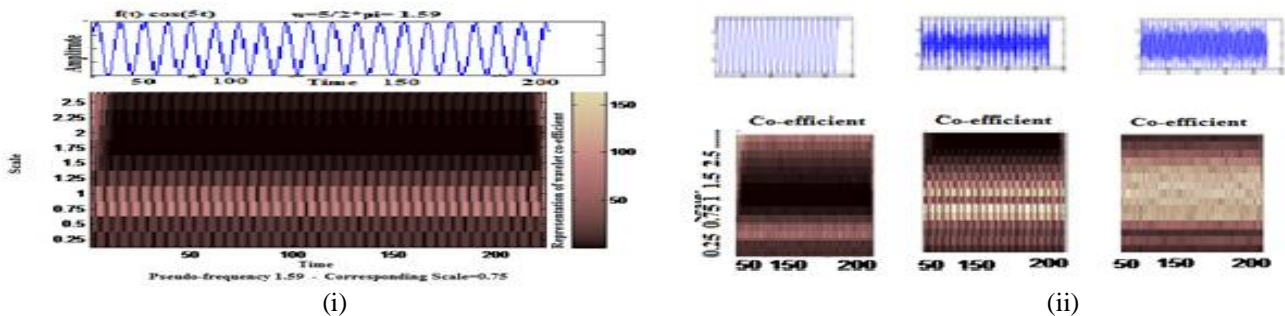 f(t) cos(5t) w=5/2*pi= 1.59
Amplitude
50 100 Time 150 200
2.5
2.25
2
1.75
1.25
1
0.75
0.5
0.25
Scale
50 100 150 200
Time
Pseudo-frequency 1.59 - Corresponding Scale=0.75
150
100
50
Representation of wavelet co-efficient
(i)
Co-efficient Co-efficient Co-efficient
0.25 0.75 1 1.5 2.5
50 150 200 50 150 200 50 150 200
(ii)